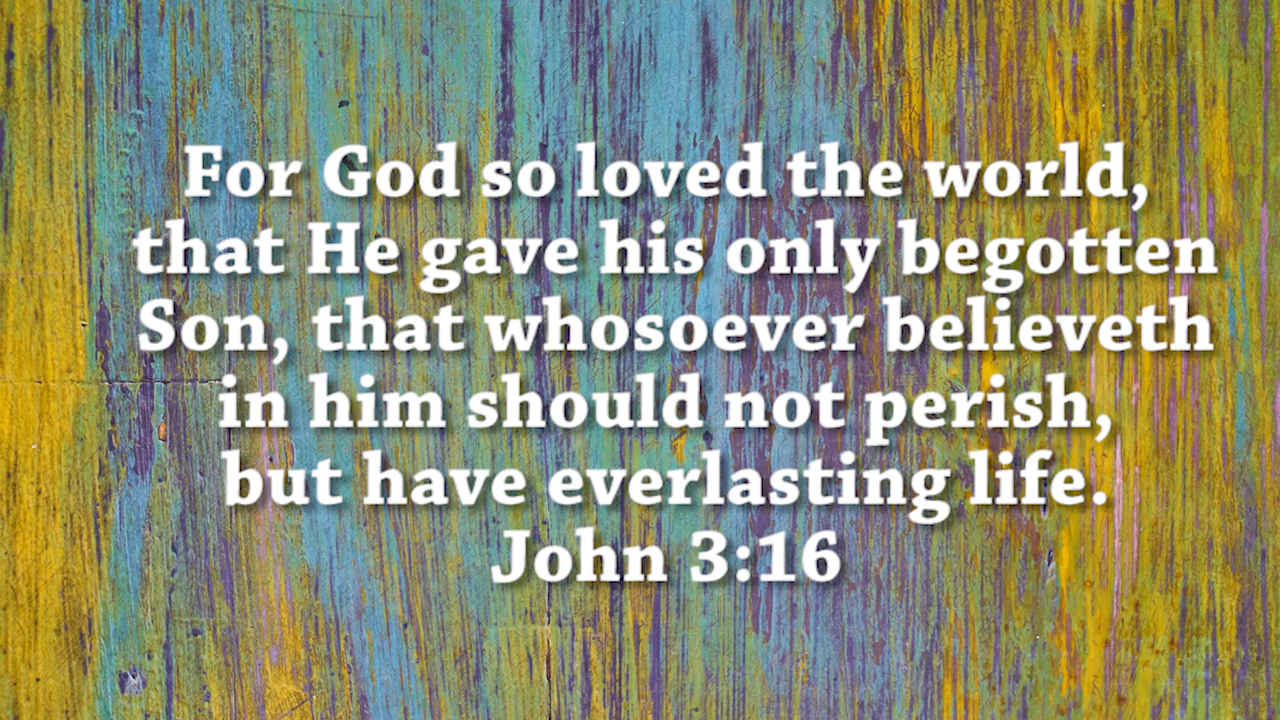 For God so loved the world,
that He gave his only begotten
Son, that whosoever believeth
in him should not perish,
but have everlasting life.
John 3:16